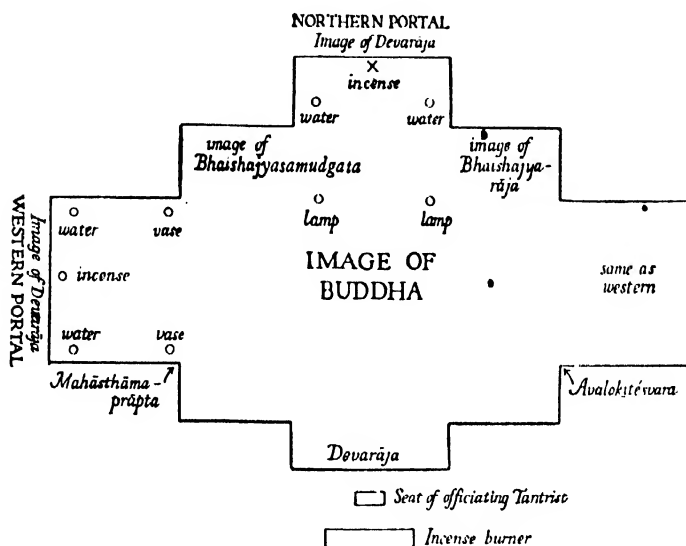 NORTHERN PORTAL
Image of Devarāja
incense
water
water
image of
Bhaishajyasamudgata
image of
Bhaishajya-
rāja
water
vase
lamp
lamp
Image of Devarāja
WESTERN PORTAL
incense
IMAGE OF
BUDDHA
same as
western
water
vase
Mahāsthāma-
prāpta
Avalokitésvara
Devarāja
Seat of officiating Tantrist
Incense burner